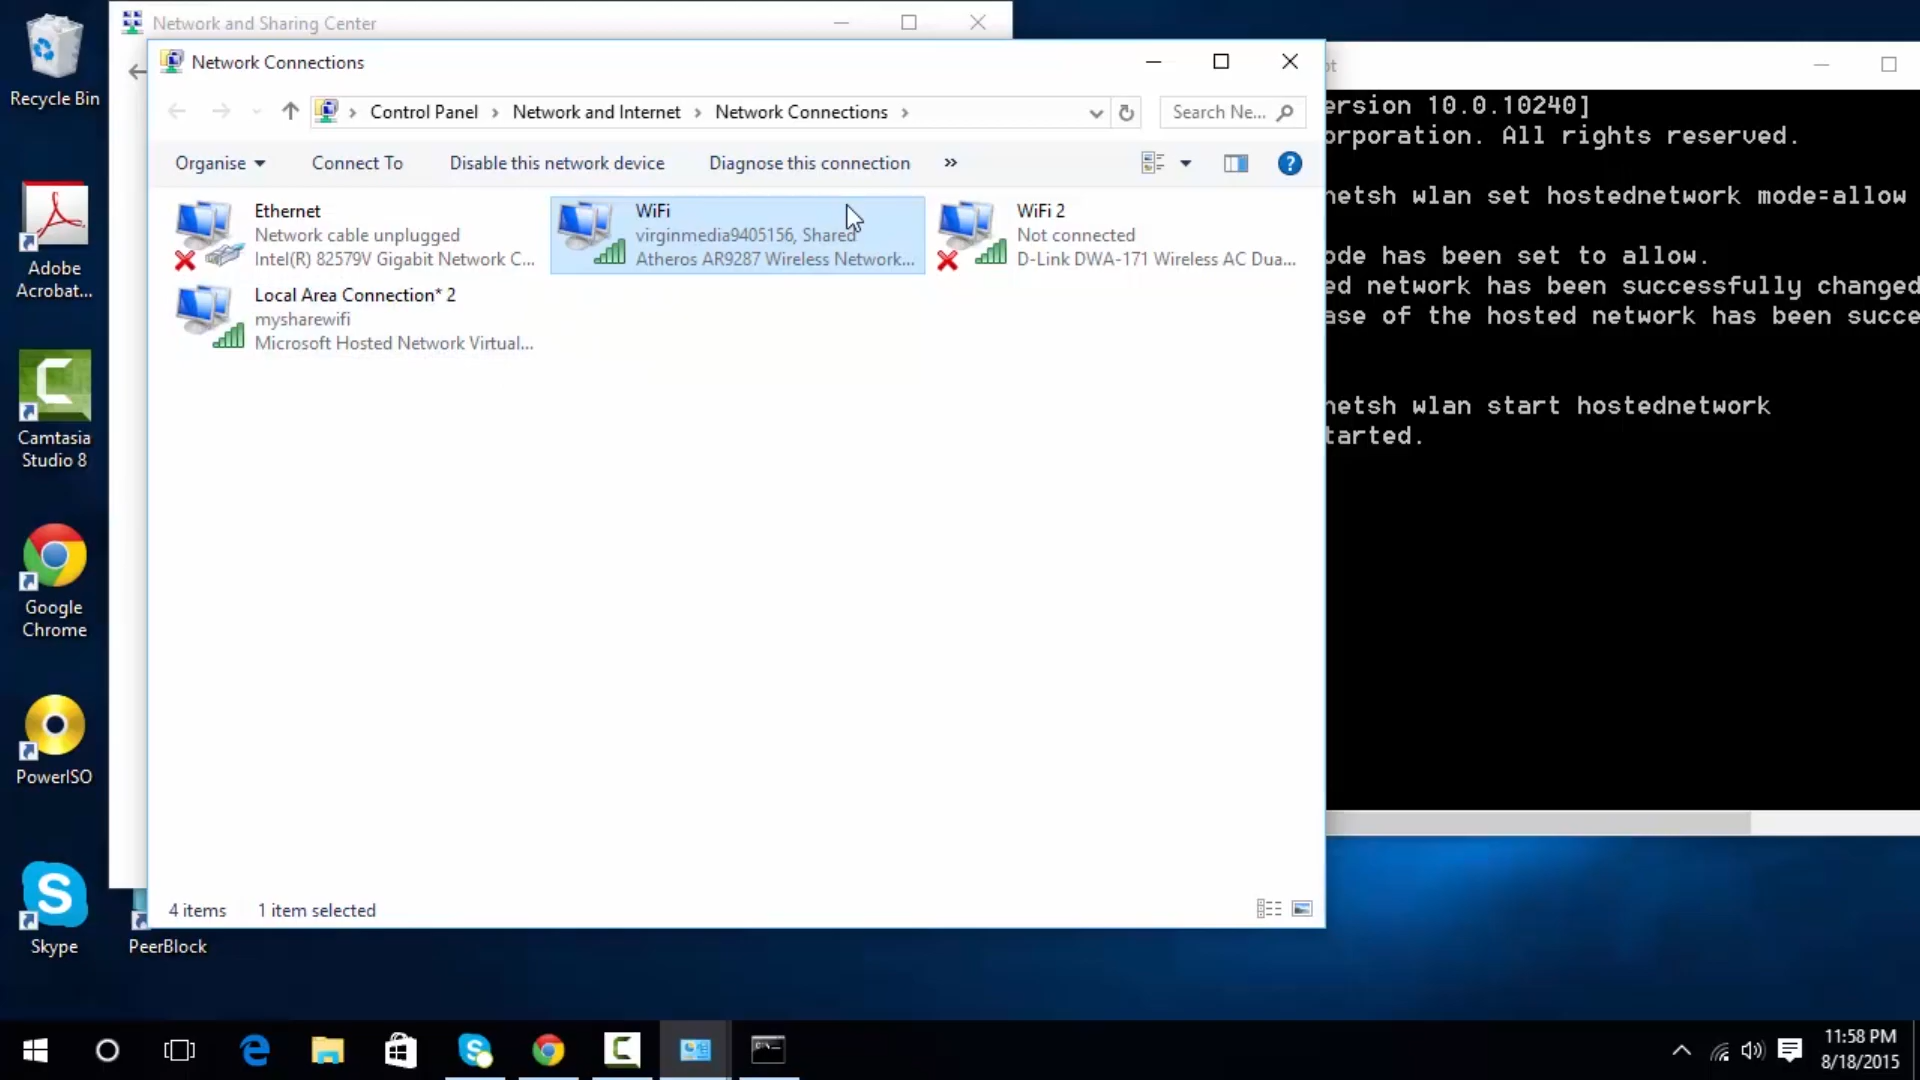 Recycle Bin
Adobe
Acrobat...
Camtasia
Studio 8
Google
Chrome
PowerISO
Skype
PeerBlock
Network and Sharing Center
Network Connections
Control Panel > Network and Internet > Network Connections >
Search Ne...
Organise
Connect To
Disable this network device
Diagnose this connection
»
Ethernet
Network cable unplugged
Intel(R) 82579V Gigabit Network C...
WiFi
virginmedia9405156, Shared
Atheros AR9287 Wireless Network...
WiFi 2
Not connected
D-Link DWA-171 Wireless AC Dua...
Local Area Connection* 2
mysharewifi
Microsoft Hosted Network Virtual...
4 items
1 item selected
ersion 10.0.10240]
orporation. All rights reserved.
netsh wlan set hostednetwork mode=allow
ode has been set to allow.
ed network has been successfully changed
ase of the hosted network has been succe
netsh wlan start hostednetwork
tarted.
11:58 PM
8/18/2015